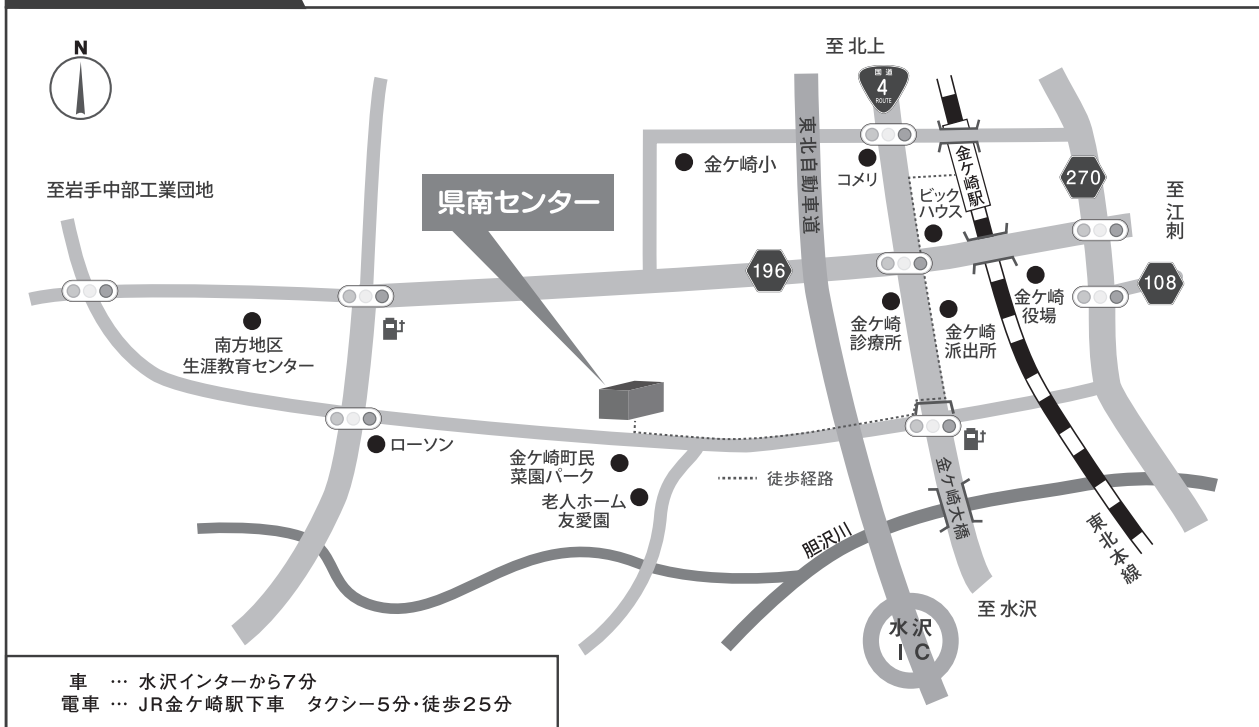 N
至 北上
国道
4
ROUTE
至岩手中部工業団地
県南センター
金ケ崎小
東北自動車道
コメリ
ビック
ハウス
金ケ崎駅
270
至江刺
196
108
南方地区
生涯教育センター
金ケ崎
診療所
金ケ崎
派出所
金ケ崎
役場
ローソン
金ケ崎町民
菜園パーク
老人ホーム
友愛園
徒歩経路
金ケ崎大橋
胆沢川
東北本線
至 水沢
水沢
IC
車 … 水沢インターから7分
電車 … JR金ケ崎駅下車 タクシー5分・徒歩25分